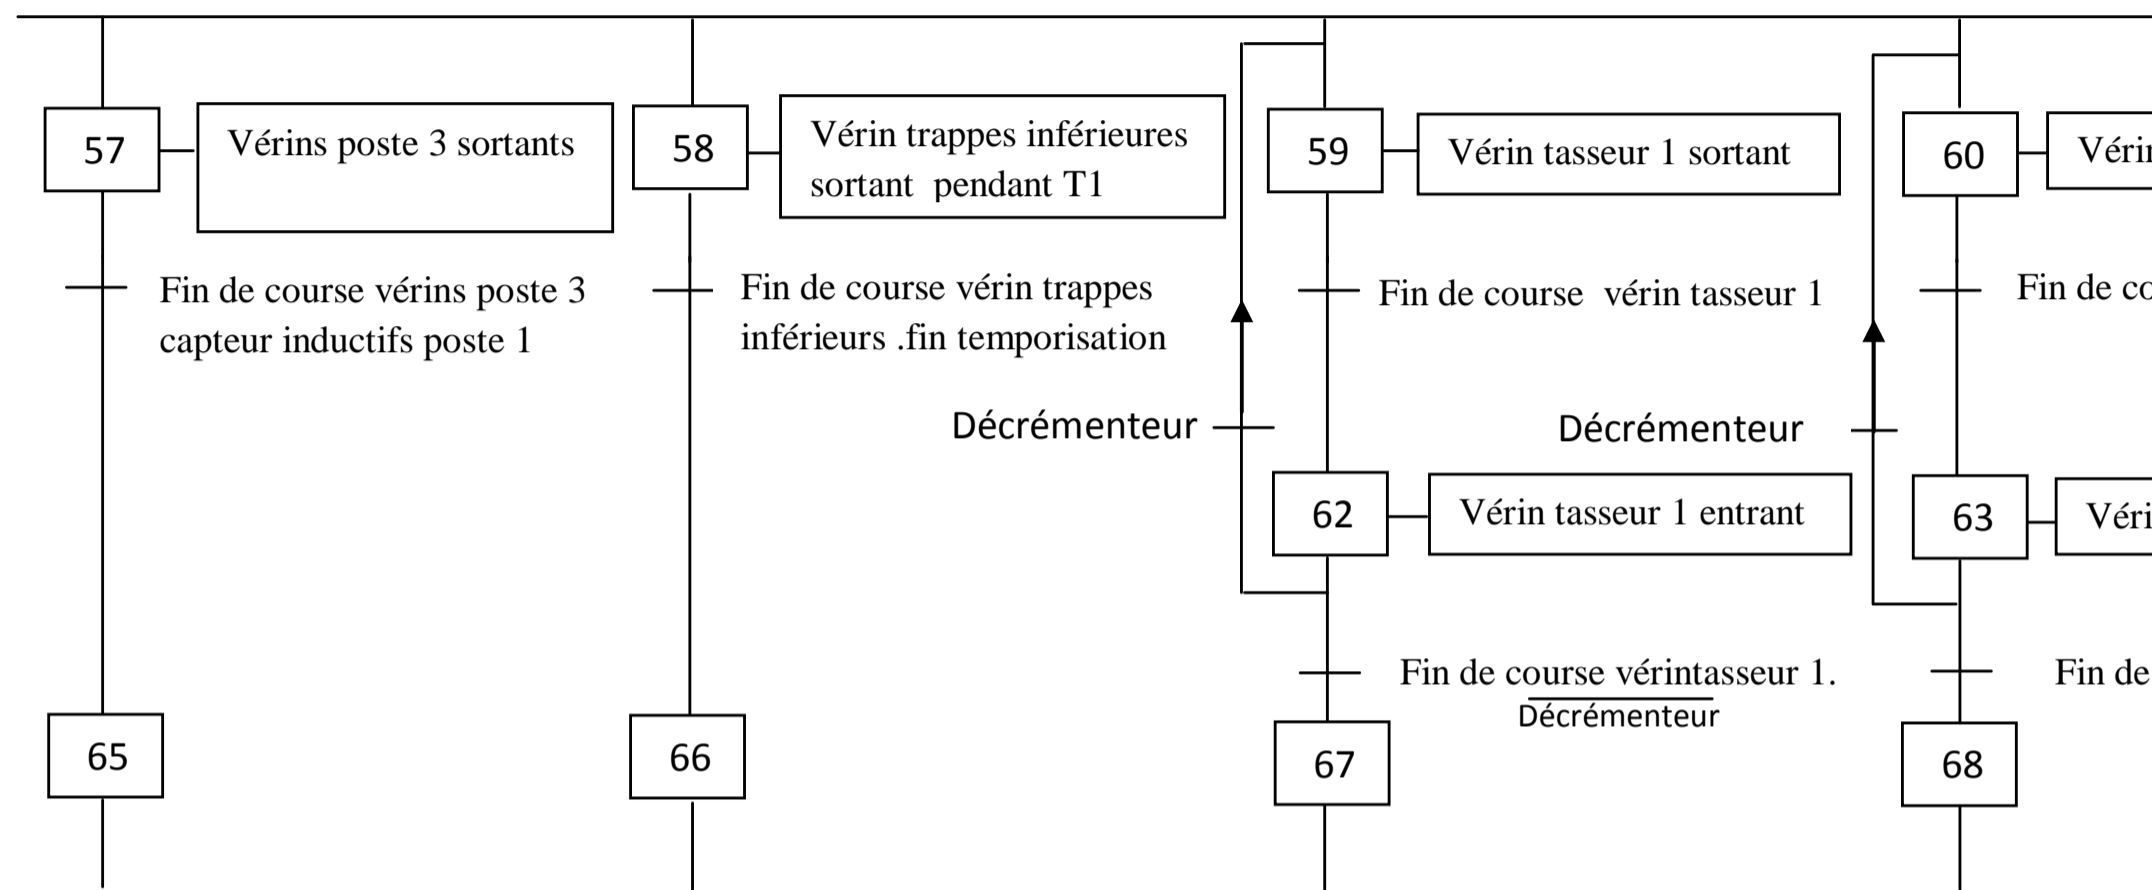 57
Vérins poste 3 sortants
58
Vérin trappes inférieures
sortant pendant T1
59
Vérin tasseur 1 sortant
60
Fin de course vérins poste 3
capteur inductifs poste 1
Fin de course vérin trappes
inférieurs .fin temporisation
Fin de course vérin tasseur 1
Fin de
Décrémenteur
Décrémenteur
62
Vérin tasseur 1 entrant
63
Fin de course vérintasseur 1.
Décrémenteur
Fin de
65
66
67
68